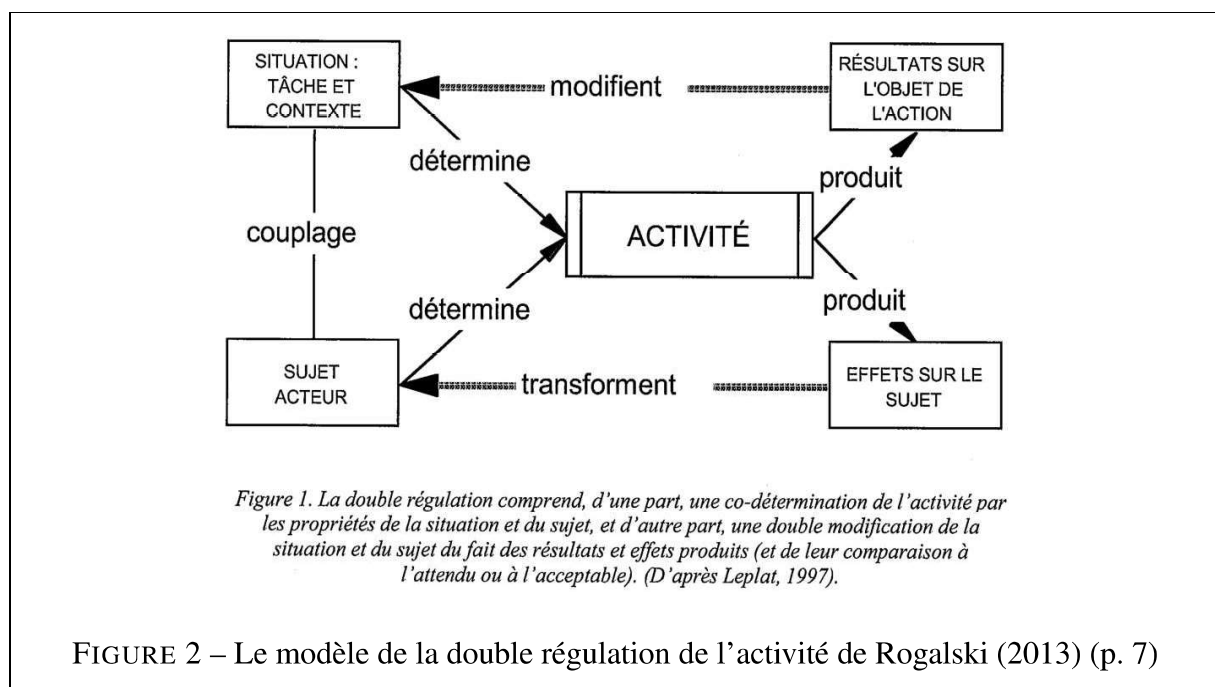 SITUATION :
TÂCHE ET
CONTEXTE
modifient
RÉSULTATS SUR
L'OBJET DE
L'ACTION
détermine
produit
couplage
ACTIVITÉ
détermine
produit
SUJET
ACTEUR
transforment
EFFETS SUR LE
SUJET
Figure 1. La double régulation comprend, d'une part, une co-détermination de l'activité par
les propriétés de la situation et du sujet, et d'autre part, une double modification de la
situation et du sujet du fait des résultats et effets produits (et de leur comparaison à
l'attendu ou à l'acceptable). (D'après Leplat, 1997).
FIGURE 2 – Le modèle de la double régulation de l'activité de Rogalski (2013) (p. 7)